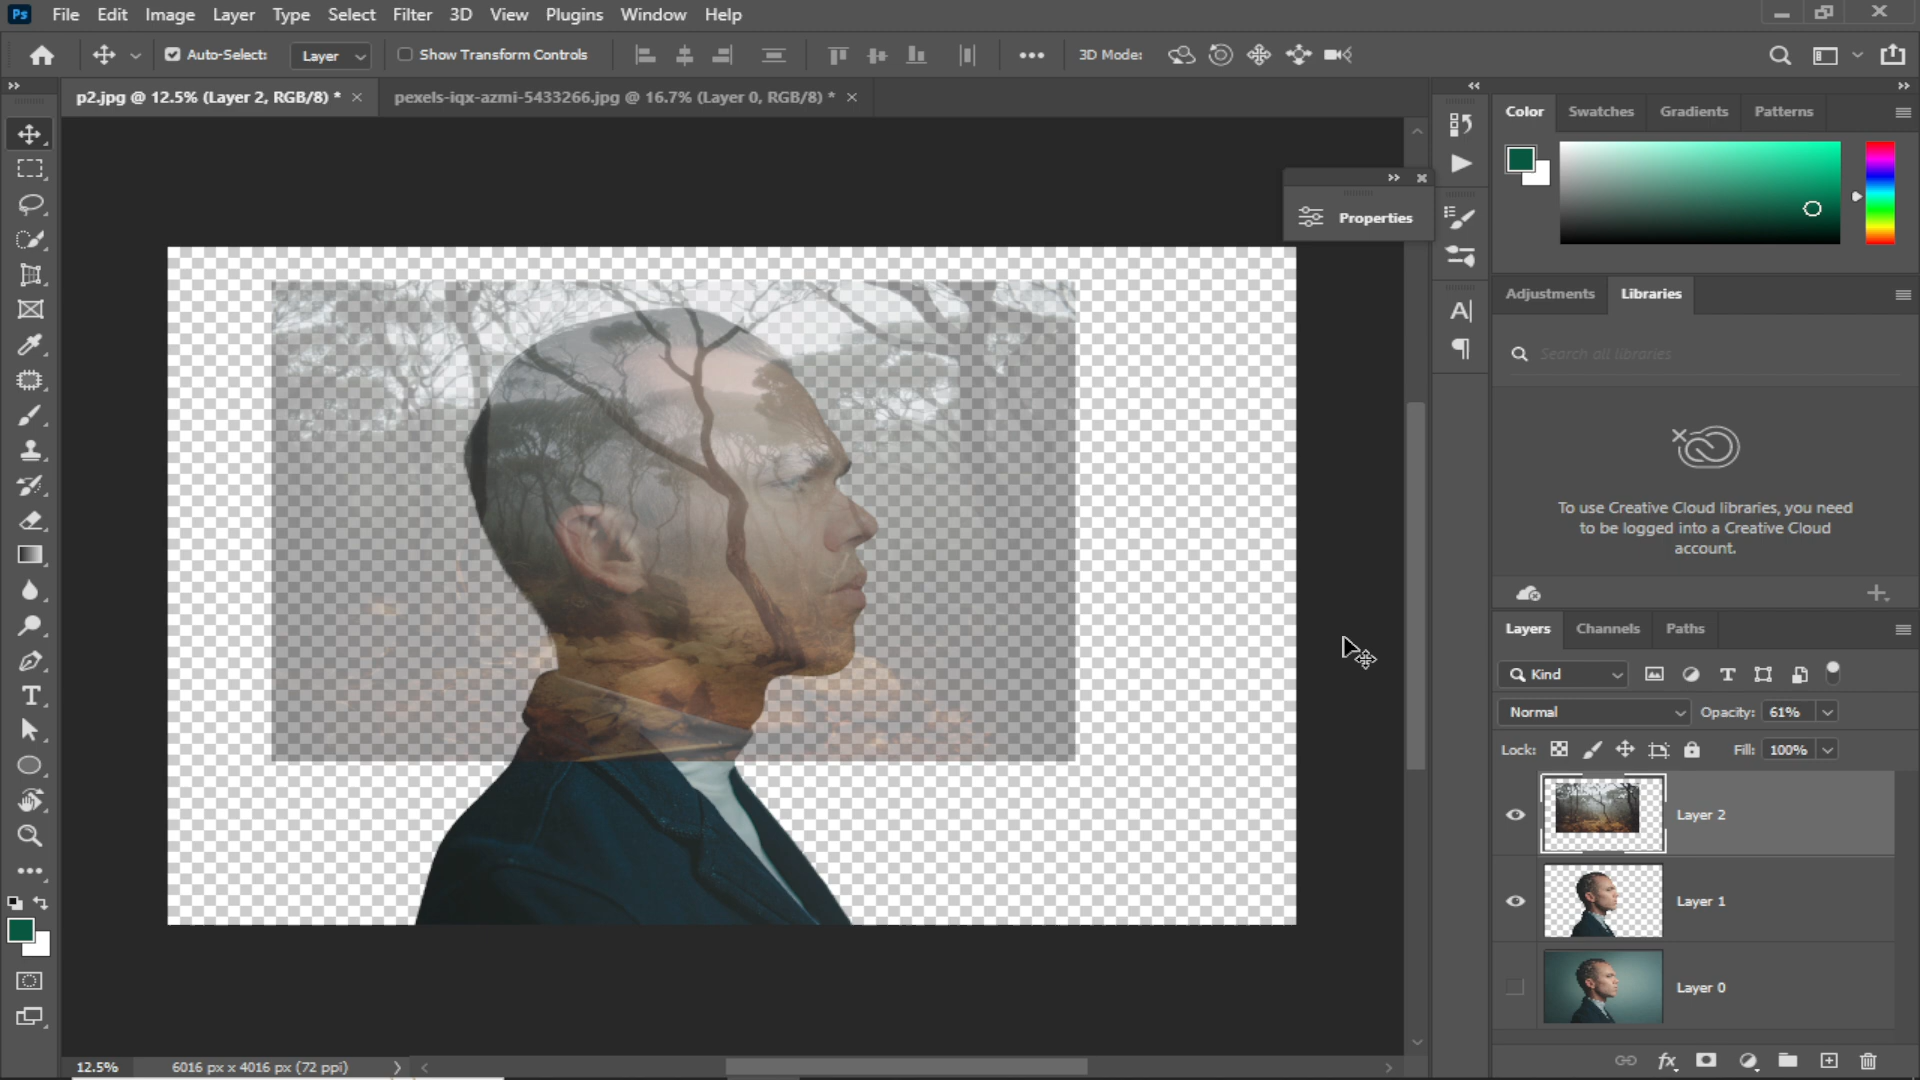 Ps File Edit Image Layer Type Select Filter 3D View Plugins Window Help
Auto-Select: Layer Show Transform Controls 3D Mode:
p2.jpg @ 12.5% (Layer 2, RGB/8) * × pexels-iqx-azmi-5433266.jpg @ 16.7% (Layer 0, RGB/8) * ×
Color Swatches Gradients Patterns
Properties
Adjustments Libraries
Search all libraries
To use Creative Cloud libraries, you need
to be logged into a Creative Cloud
account.
Layers Channels Paths
Kind
Normal Opacity: 61%
Lock: Fill: 100%
Layer 2
Layer 1
Layer 0
12.5% 6016 px x 4016 px (72 ppi)